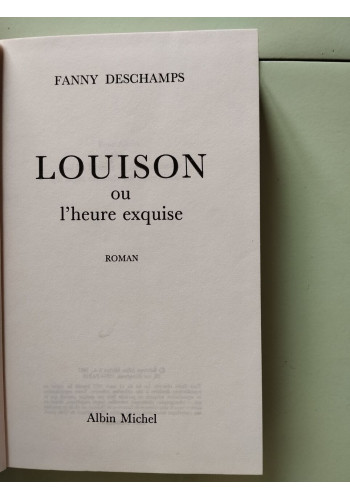 FANNY DESCHAMPS
LOUISON
ou
l'heure exquise
ROMAN
Albin Michel